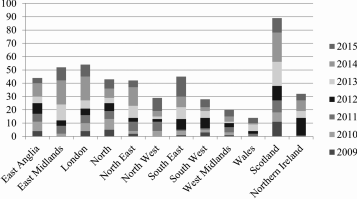 100
90
80
70
60
50
40
30
20
10
0
2015
2014
2013
2012
2011
2010
2009
East Anglia
East Midlands
London
North
North East
North West
South East
South West
West Midlands
Wales
Scotland
Northern Ireland